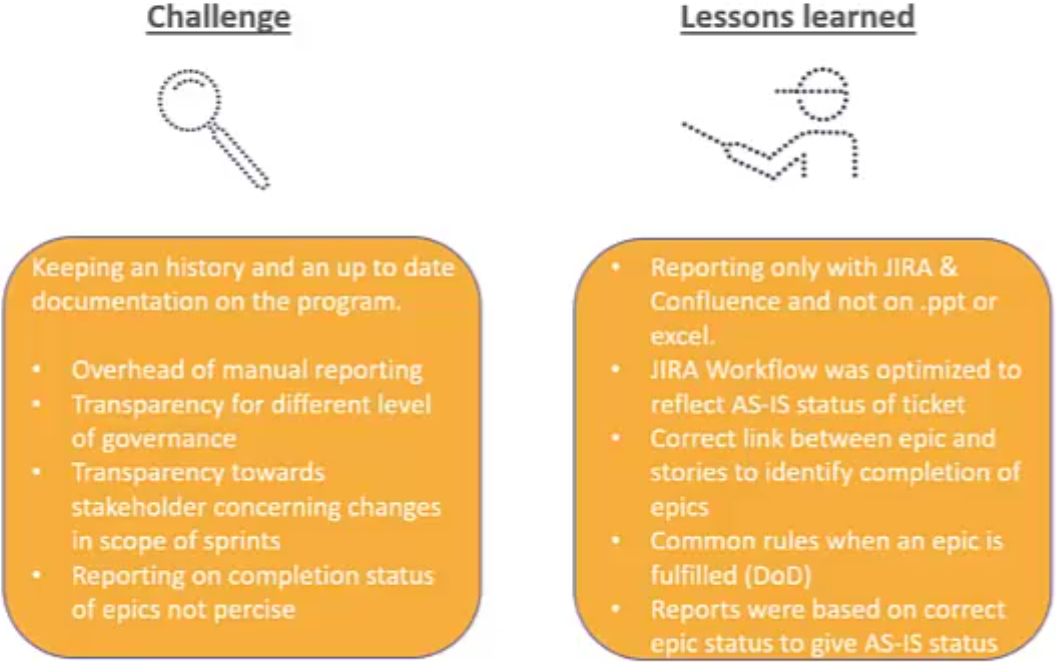 Challenge
Keeping an history and an up to date
documentation on the program.
• Overhead of manual reporting
• Transparency for different level
of governance
• Transparency towards
stakeholder concerning changes
in scope of sprints
• Reporting on completion status
of epics not percise
Lessons learned
• Reporting only with JIRA &
Confluence and not on .ppt or
excel.
• JIRA Workflow was optimized to
reflect AS-IS status of ticket
• Correct link between epic and
stories to identify completion of
epics
• Common rules when an epic is
fulfilled (DoD)
• Reports were based on correct
epic status to give AS-IS status